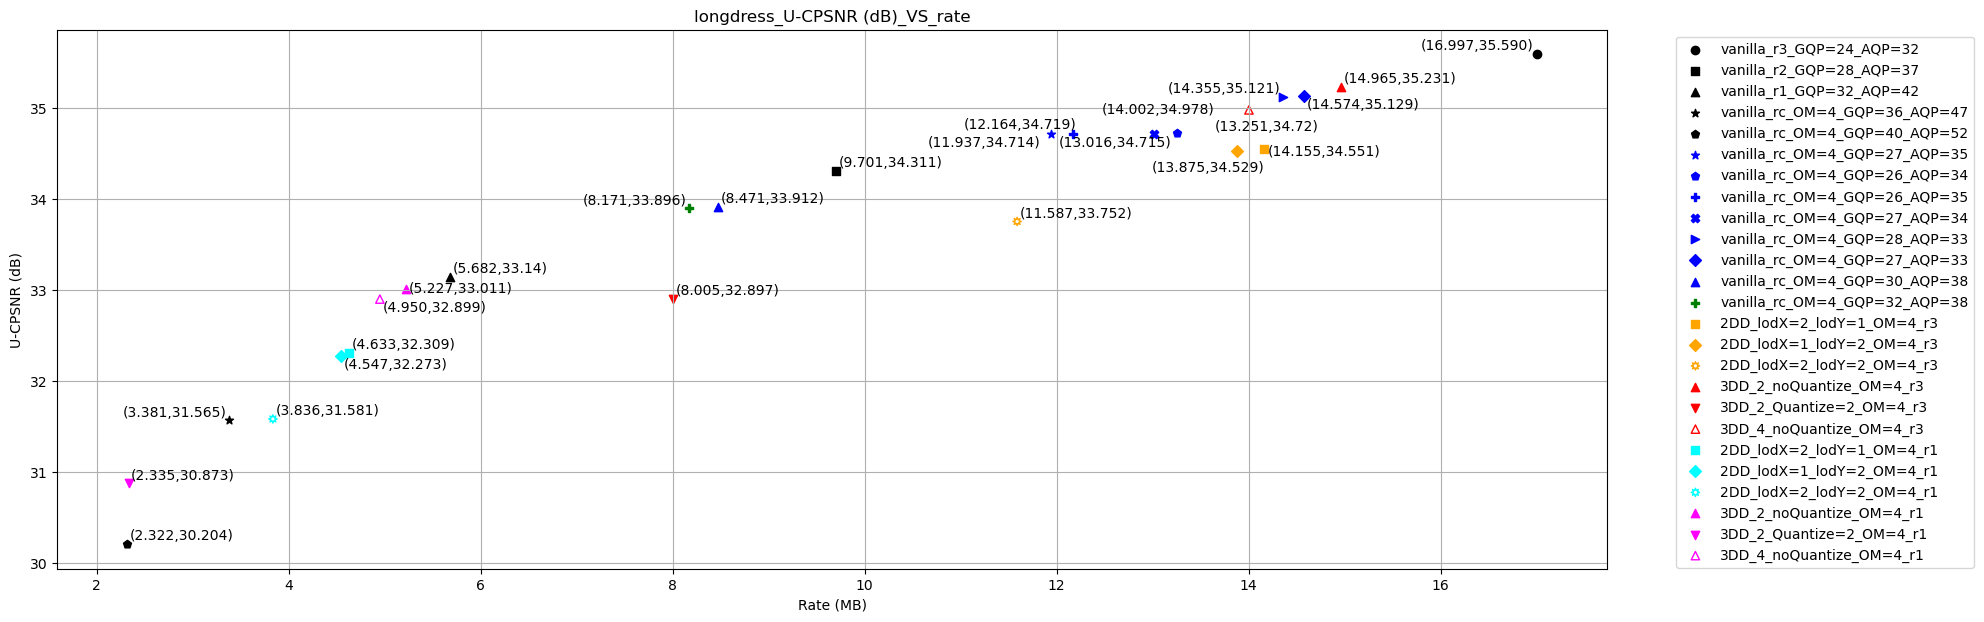 longdress_U-CPSNR (dB)_VS_rate
U-CPSNR (dB)
35
34
33
32
31
30
(16.997,35.590)
(14.965,35.231)
(14.355,35.121)
(14.574,35.129)
(14.002,34.978)
(13.251,34.72)
(12.164,34.719)
(11.937,34.714)
(13.016,34.715)
(14.155,34.551)
(13.875,34.529)
(9.701,34.311)
(8.171,33.896)
(8.471,33.912)
(11.587,33.752)
(5.682,33.14)
(5.227,33.011)
(4.950,32.899)
(8.005,32.897)
(4.633,32.309)
(4.547,32.273)
(3.381,31.565)
(3.836,31.581)
(2.335,30.873)
(2.322,30.204)
2
4
6
8
10
12
14
16
Rate (MB)
vanilla_r3_GQP=24_AQP=32
vanilla_r2_GQP=28_AQP=37
vanilla_r1_GQP=32_AQP=42
vanilla_rc_OM=4_GQP=36_AQP=47
vanilla_rc_OM=4_GQP=40_AQP=52
vanilla_rc_OM=4_GQP=27_AQP=35
vanilla_rc_OM=4_GQP=26_AQP=34
vanilla_rc_OM=4_GQP=26_AQP=35
vanilla_rc_OM=4_GQP=27_AQP=34
vanilla_rc_OM=4_GQP=28_AQP=33
vanilla_rc_OM=4_GQP=27_AQP=33
vanilla_rc_OM=4_GQP=30_AQP=38
vanilla_rc_OM=4_GQP=32_AQP=38
2DD_lodX=2_lodY=1_OM=4_r3
2DD_lodX=1_lodY=2_OM=4_r3
2DD_lodX=2_lodY=2_OM=4_r3
3DD_2_noQuantize_OM=4_r3
3DD_2_Quantize=2_OM=4_r3
3DD_4_noQuantize_OM=4_r3
2DD_lodX=2_lodY=1_OM=4_r1
2DD_lodX=1_lodY=2_OM=4_r1
2DD_lodX=2_lodY=2_OM=4_r1
3DD_2_noQuantize_OM=4_r1
3DD_2_Quantize=2_OM=4_r1
3DD_4_noQuantize_OM=4_r1